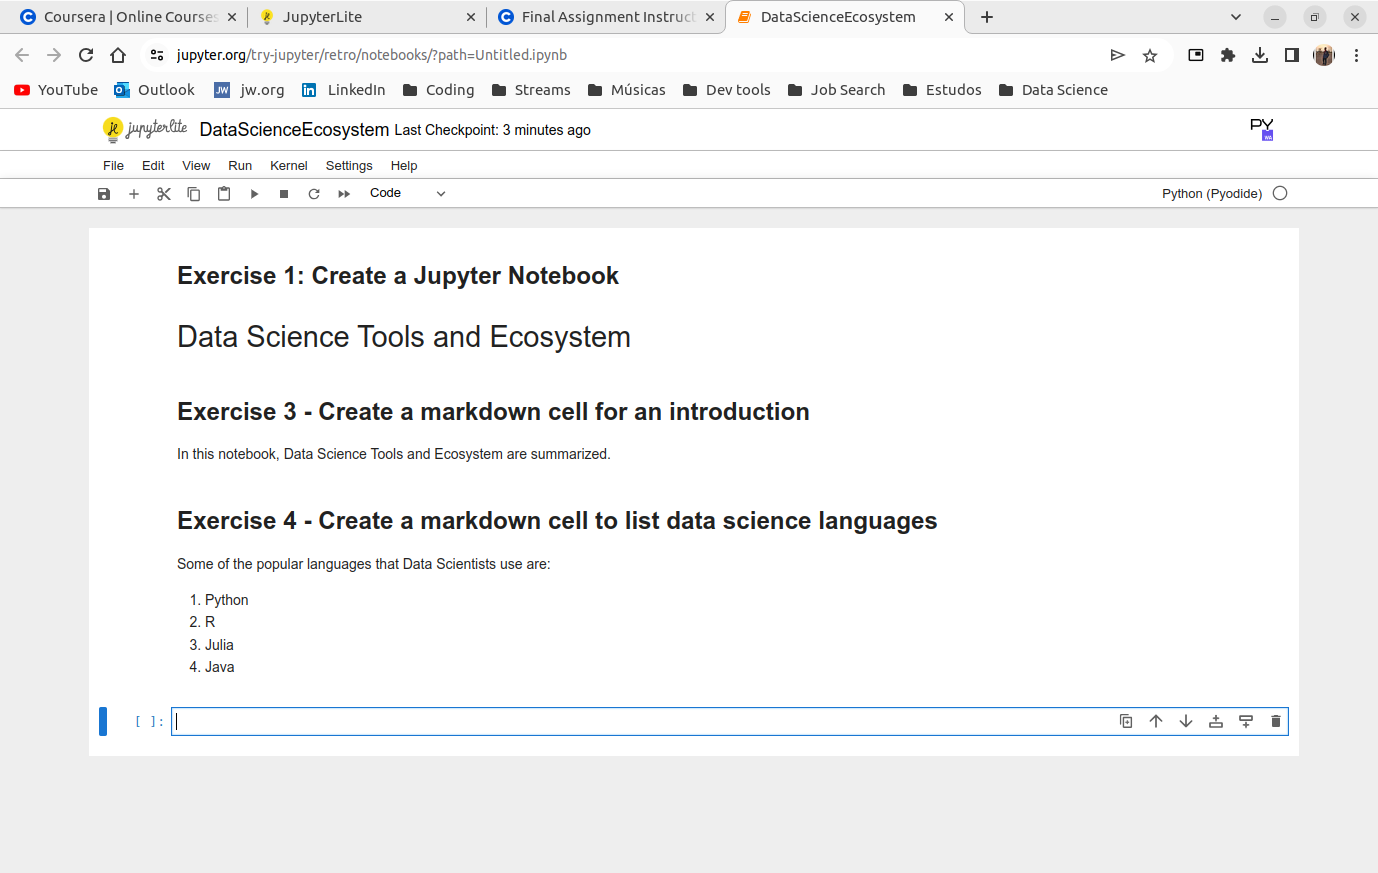 Coursera | Online Courses
JupyterLite
Final Assignment Instruct
DataScienceEcosystem
jupyter.org/try-jupyter/retro/notebooks/?path=Untitled.ipynb
YouTube
Outlook
JW
jw.org
LinkedIn
Coding
Streams
Músicas
Dev tools
Job Search
Estudos
Data Science
jupyterlite DataScienceEcosystem Last Checkpoint: 3 minutes ago
PY
WA
File Edit View Run Kernel Settings Help
Code
Python (Pyodide)
Exercise 1: Create a Jupyter Notebook
Data Science Tools and Ecosystem
Exercise 3 - Create a markdown cell for an introduction
In this notebook, Data Science Tools and Ecosystem are summarized.
Exercise 4 - Create a markdown cell to list data science languages
Some of the popular languages that Data Scientists use are:
1. Python
2. R
3. Julia
4. Java
[ ]: